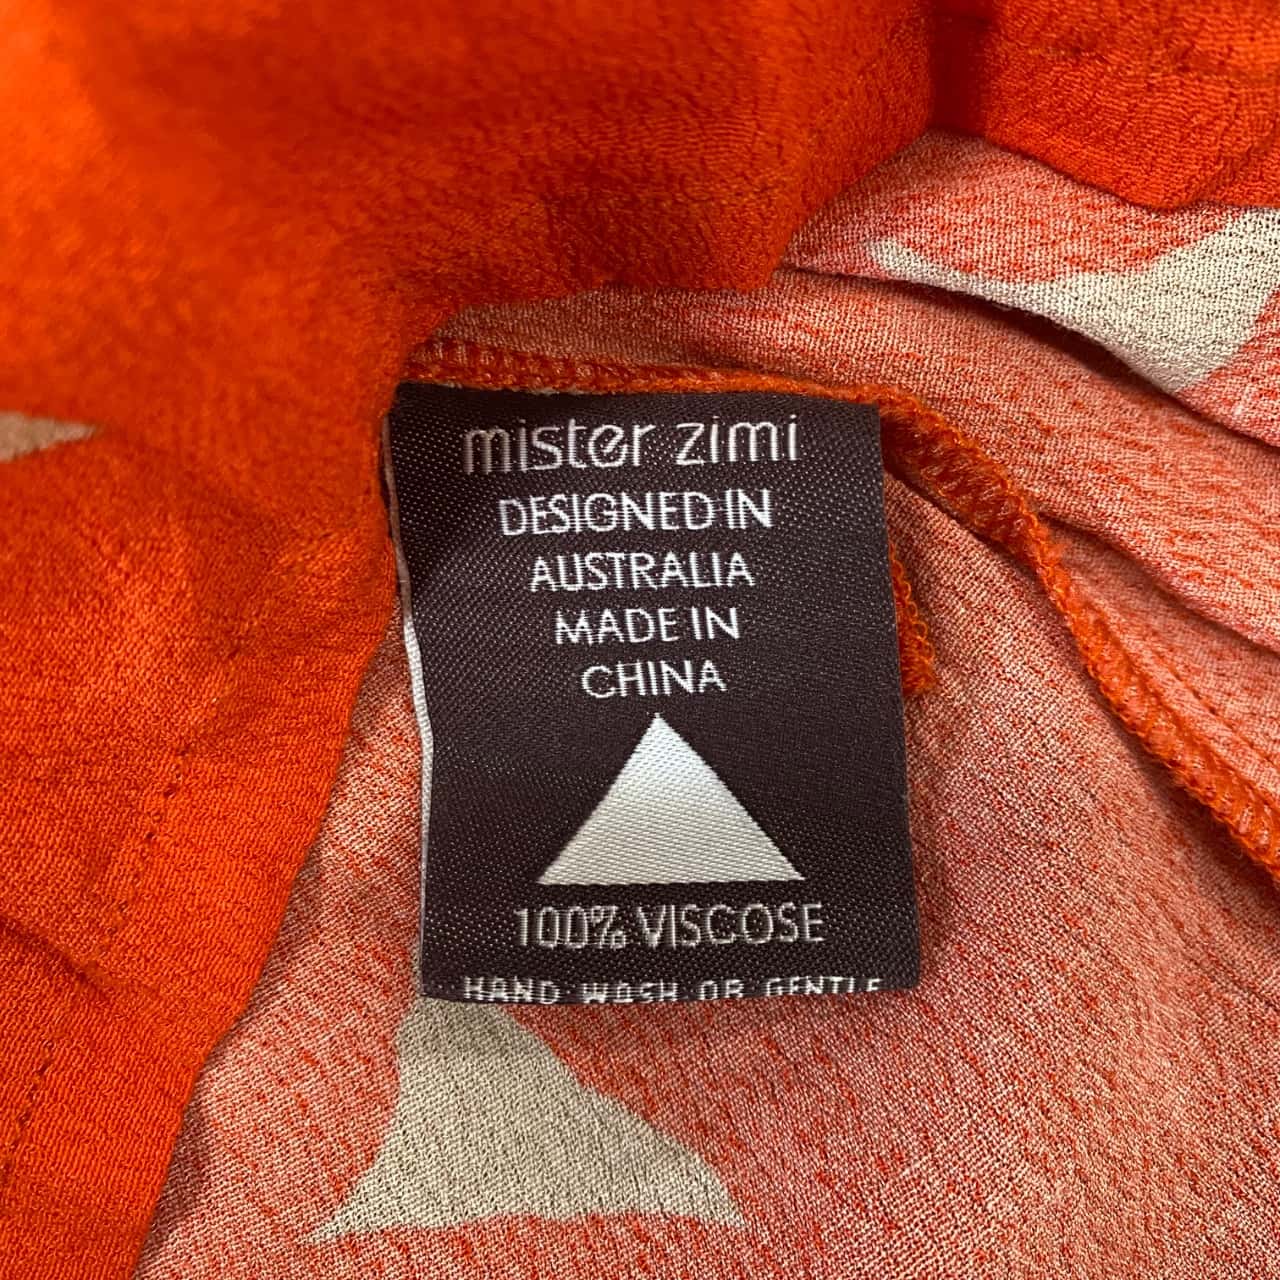 mister zimi
DESIGNED IN
AUSTRALIA
MADE IN
CHINA
100% VISCOSE
HAND WASH OR GENTLE